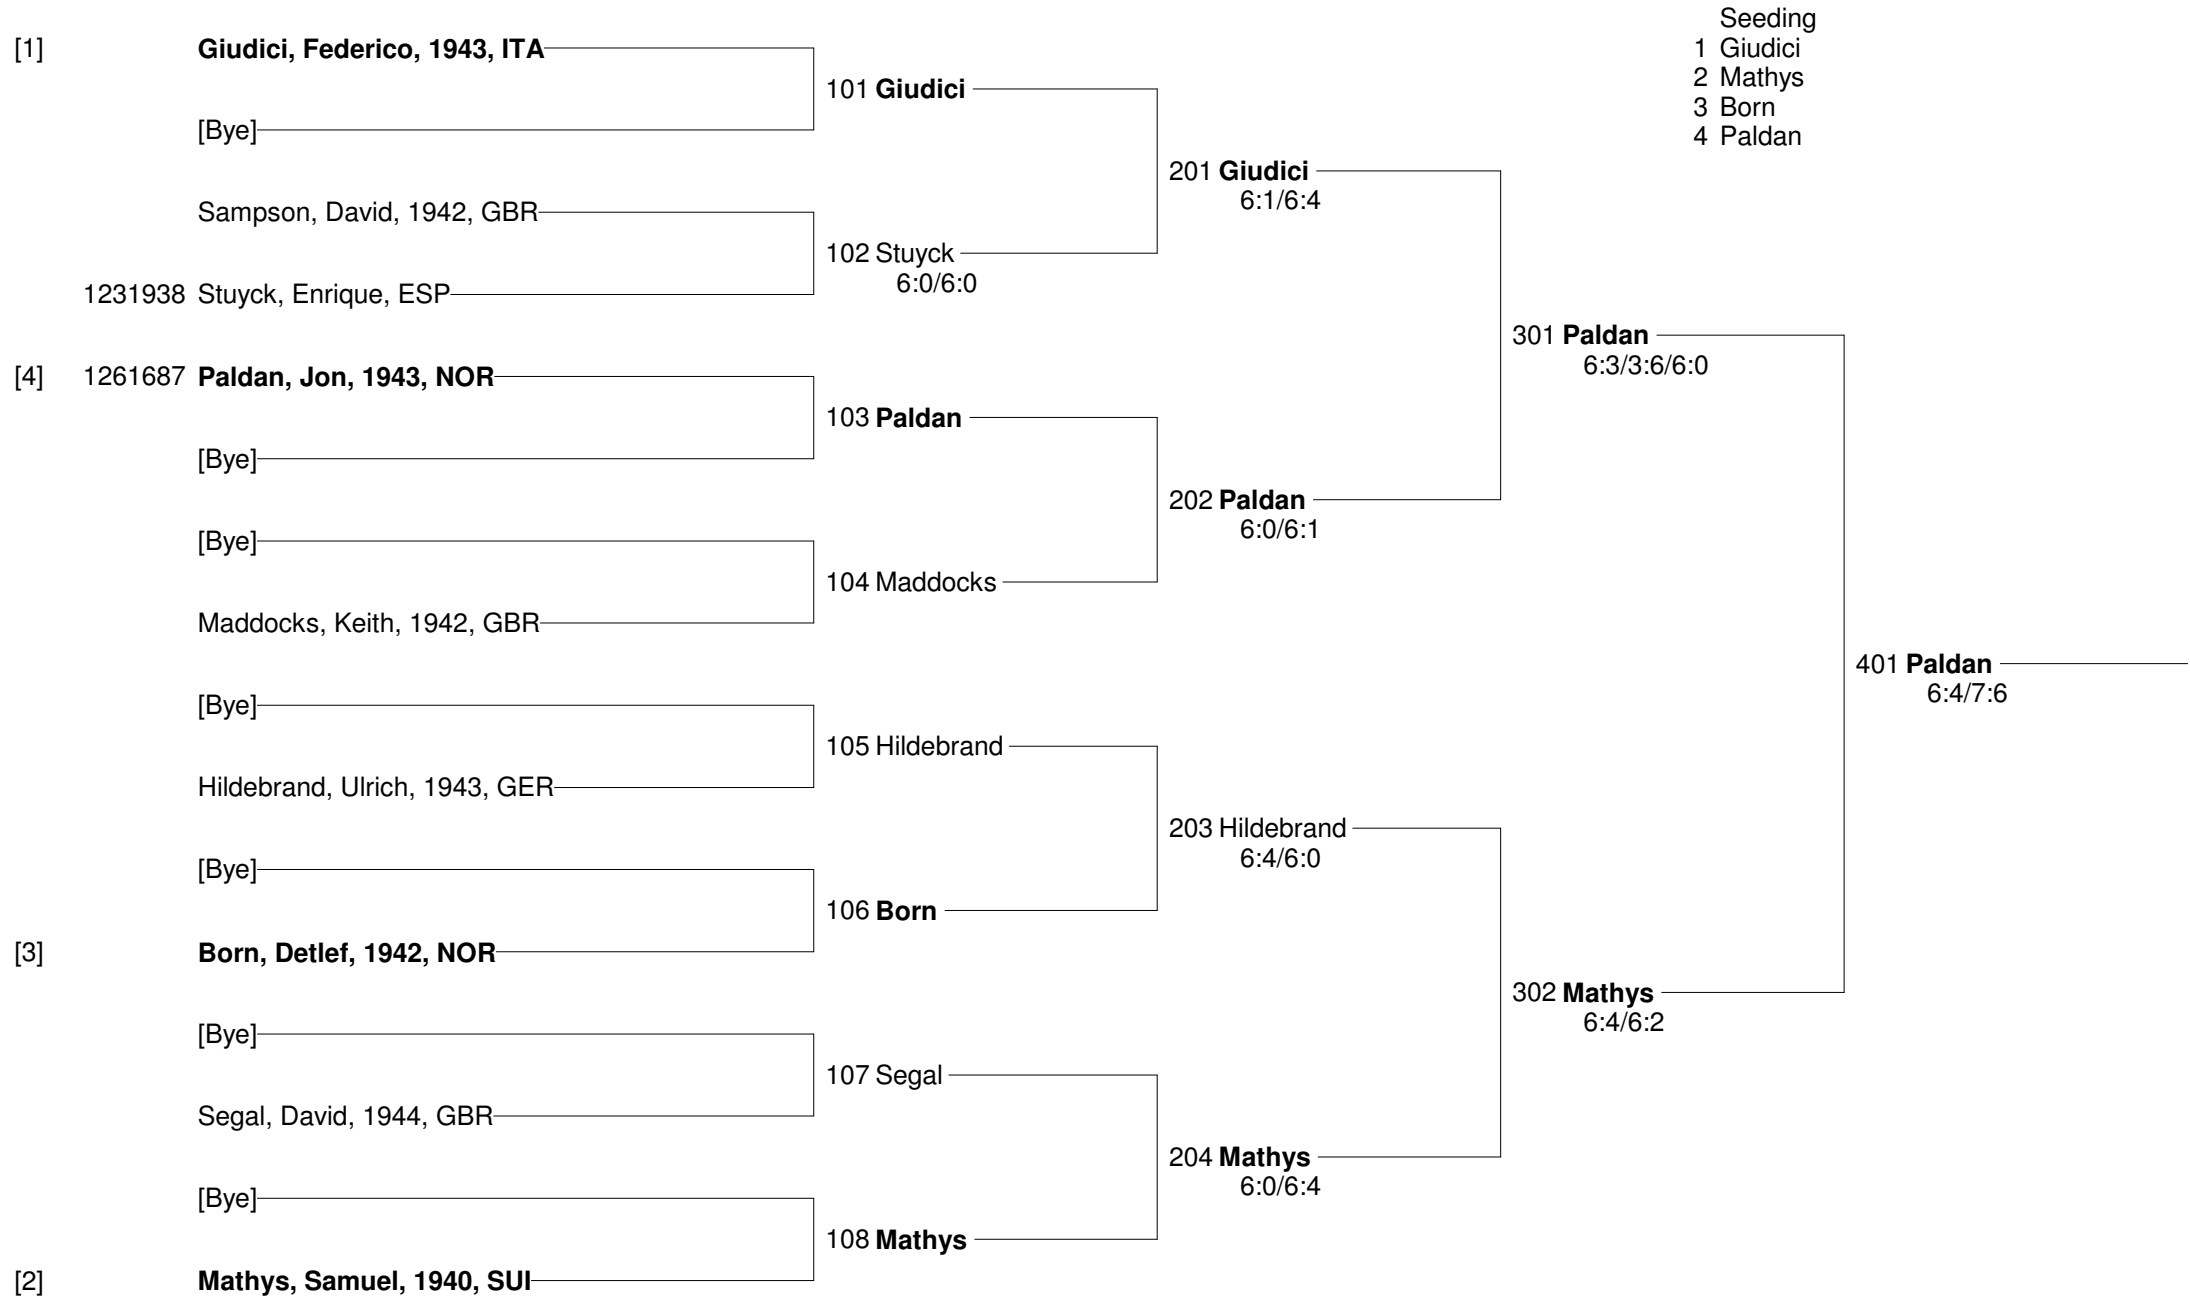 Seeding
1 Giudici
2 Mathys
3 Born
4 Paldan
[1] Giudici, Federico, 1943, ITA
101 Giudici
[Bye]
201 Giudici
6:1/6:4
Sampson, David, 1942, GBR
102 Stuyck
6:0/6:0
1231938 Stuyck, Enrique, ESP
301 Paldan
6:3/3:6/6:0
[4] 1261687 Paldan, Jon, 1943, NOR
103 Paldan
[Bye]
202 Paldan
6:0/6:1
[Bye]
104 Maddocks
Maddocks, Keith, 1942, GBR
401 Paldan
6:4/7:6
[Bye]
105 Hildebrand
Hildebrand, Ulrich, 1943, GER
203 Hildebrand
6:4/6:0
[Bye]
106 Born
[3] Born, Detlef, 1942, NOR
302 Mathys
6:4/6:2
[Bye]
107 Segal
Segal, David, 1944, GBR
204 Mathys
6:0/6:4
[Bye]
108 Mathys
[2] Mathys, Samuel, 1940, SUI